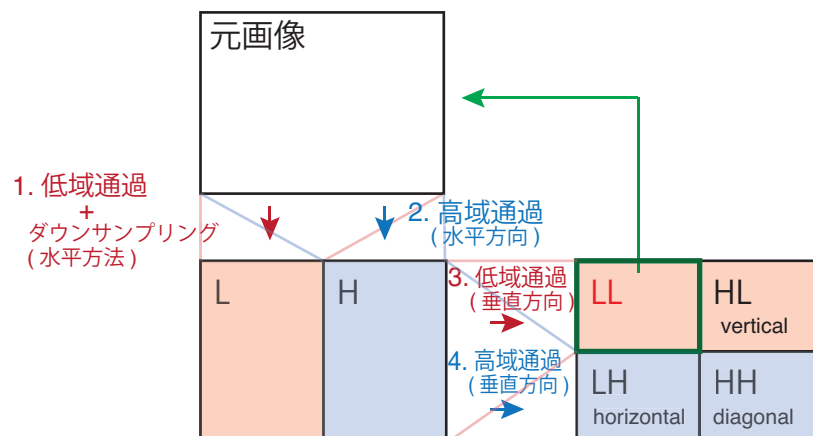 元画像
1. 低域通過
+
ダウンサンプリング
( 水平方法 )
2. 高域通過
( 水平方向 )
L
H
3. 低域通過
( 垂直方向 )
4. 高域通過
( 垂直方向 )
LL
HL
vertical
LH
horizontal
HH
diagonal